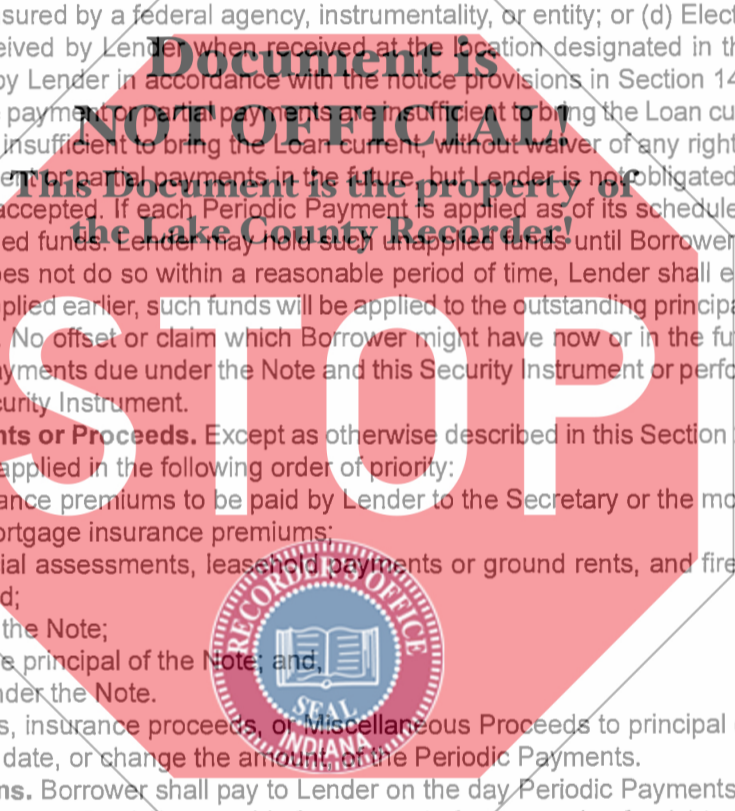 sured by a federal agency, instrumentality, or entity; or (d) Elect
eived by Lender when received at the location designated in th
by Lender in accordance with the notice provisions in Section 14
payment or partial payments are insufficient to bring the Loan cu
insufficient to bring the Loan current, without waiver of any right
ent or partial payments in the future, but Lender is not obligated
accepted. If each Periodic Payment is applied as of its schedule
ed funds. Lender may hold such unapplied funds until Borrower
oes not do so within a reasonable period of time, Lender shall e
plied earlier, such funds will be applied to the outstanding principa
. No offset or claim which Borrower might have now or in the fu
ayments due under the Note and this Security Instrument or perfo
curity Instrument.
nts or Proceeds. Except as otherwise described in this Section
applied in the following order of priority:
ance premiums to be paid by Lender to the Secretary or the mo
ortgage insurance premiums;
ial assessments, leasehold payments or ground rents, and fire
d;
the Note;
e principal of the Note; and,
nder the Note.
s, insurance proceeds, or Miscellaneous Proceeds to principal
date, or change the amount, of the Periodic Payments.
ns. Borrower shall pay to Lender on the day Periodic Payments
Document is
NOT OFFICIAL!
This Document is the property of
the Lake County Recorder!
STOP
RECORDER'S OFFICE
SEAL
INDIANA